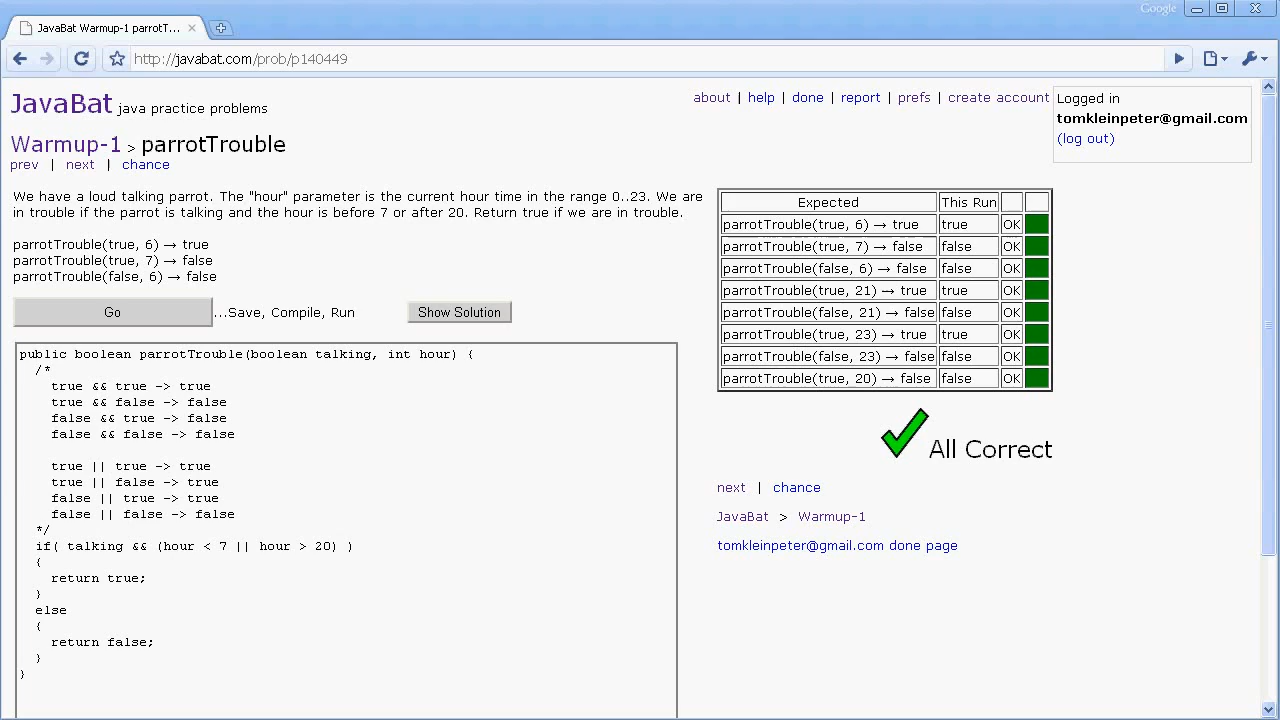 Google
JavaBat Warmup-1 parrotT...
http://javabat.com/prob/p140449
JavaBat java practice problems
about | help | done | report | prefs | create account
Logged in
tomkleinpeter@gmail.com
(log out)
Warmup-1 > parrotTrouble
prev | next | chance
We have a loud talking parrot. The "hour" parameter is the current hour time in the range 0..23. We are
in trouble if the parrot is talking and the hour is before 7 or after 20. Return true if we are in trouble.
parrotTrouble(true, 6) → true
parrotTrouble(true, 7) → false
parrotTrouble(false, 6) → false
Go ...Save, Compile, Run Show Solution
public boolean parrotTrouble(boolean talking, int hour) {
/*
true && true -> true
true && false -> false
false && true -> false
false && false -> false
true || true -> true
true || false -> true
false || true -> true
false || false -> false
*/
if( talking && (hour < 7 || hour > 20) )
{
return true;
}
else
{
return false;
}
}
Expected This Run
parrotTrouble(true, 6) → true true OK
parrotTrouble(true, 7) → false false OK
parrotTrouble(false, 6) → false false OK
parrotTrouble(true, 21) → true true OK
parrotTrouble(false, 21) → false false OK
parrotTrouble(true, 23) → true true OK
parrotTrouble(false, 23) → false false OK
parrotTrouble(true, 20) → false false OK
All Correct
next | chance
JavaBat > Warmup-1
tomkleinpeter@gmail.com done page